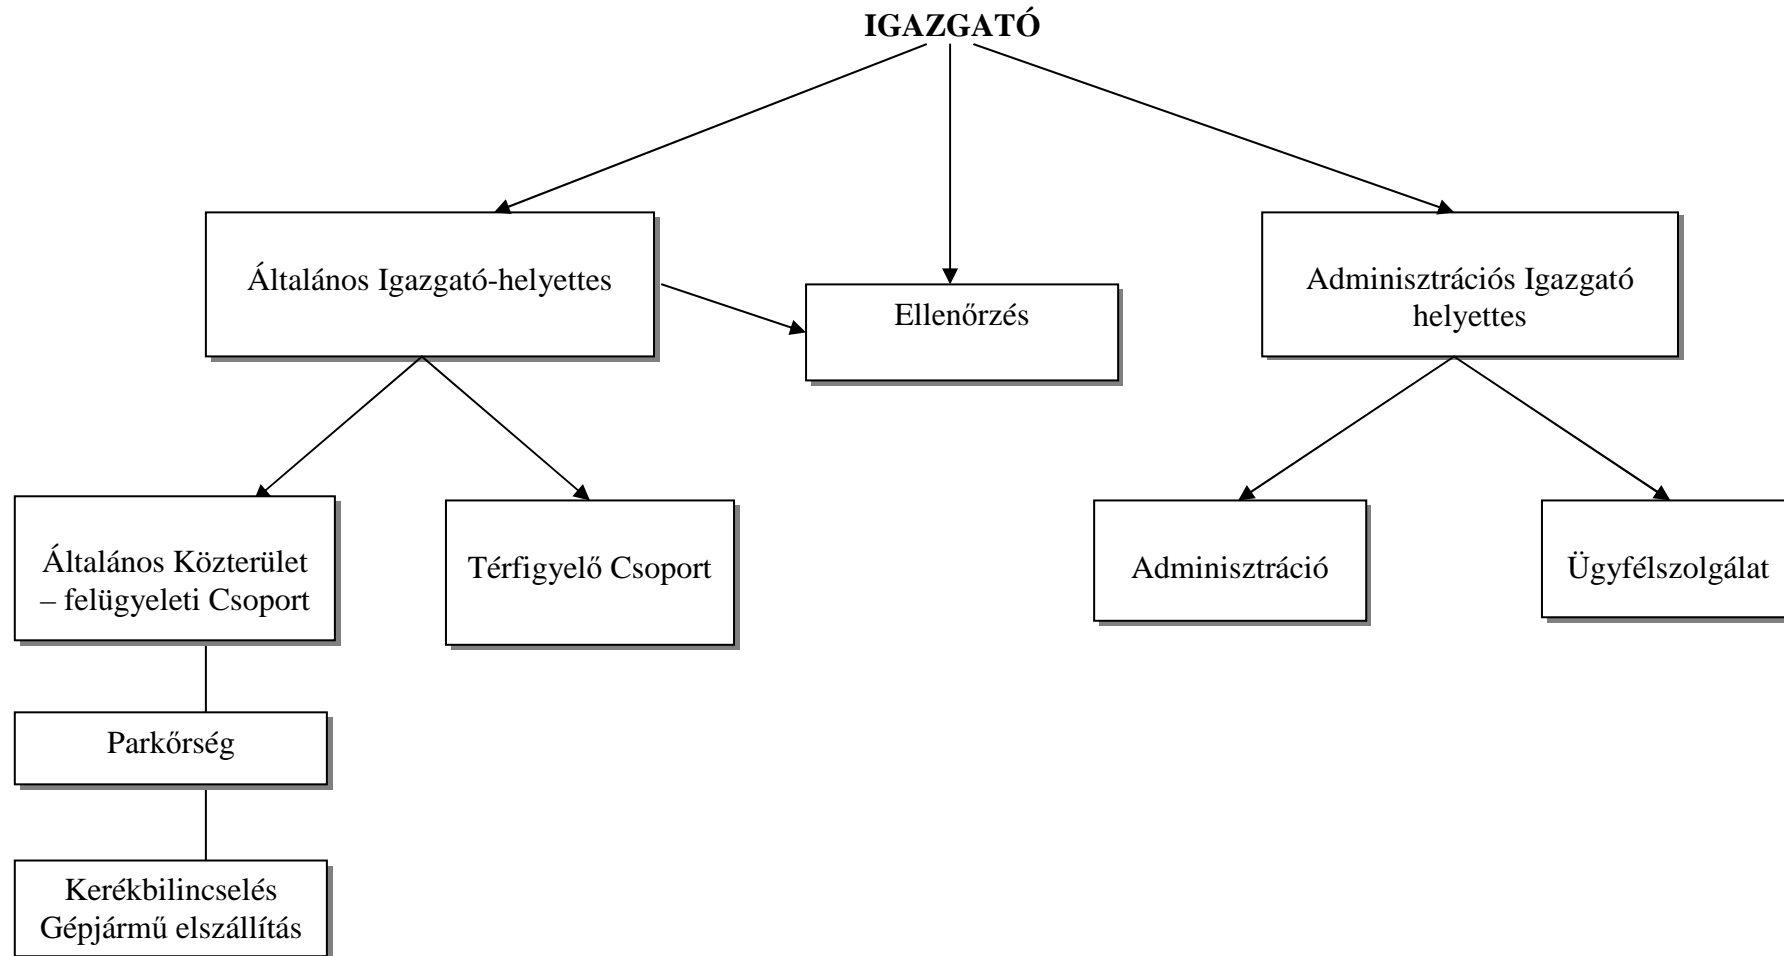 IGAZGATÓ
Általános Igazgató-helyettes
Ellenőrzés
Adminisztrációs Igazgató
helyettes
Általános Közterület
– felügyeleti Csoport
Térfigyelő Csoport
Adminisztráció
Ügyfélszolgálat
Parkőrség
Kerékbilincselés
Gépjármű elszállítás